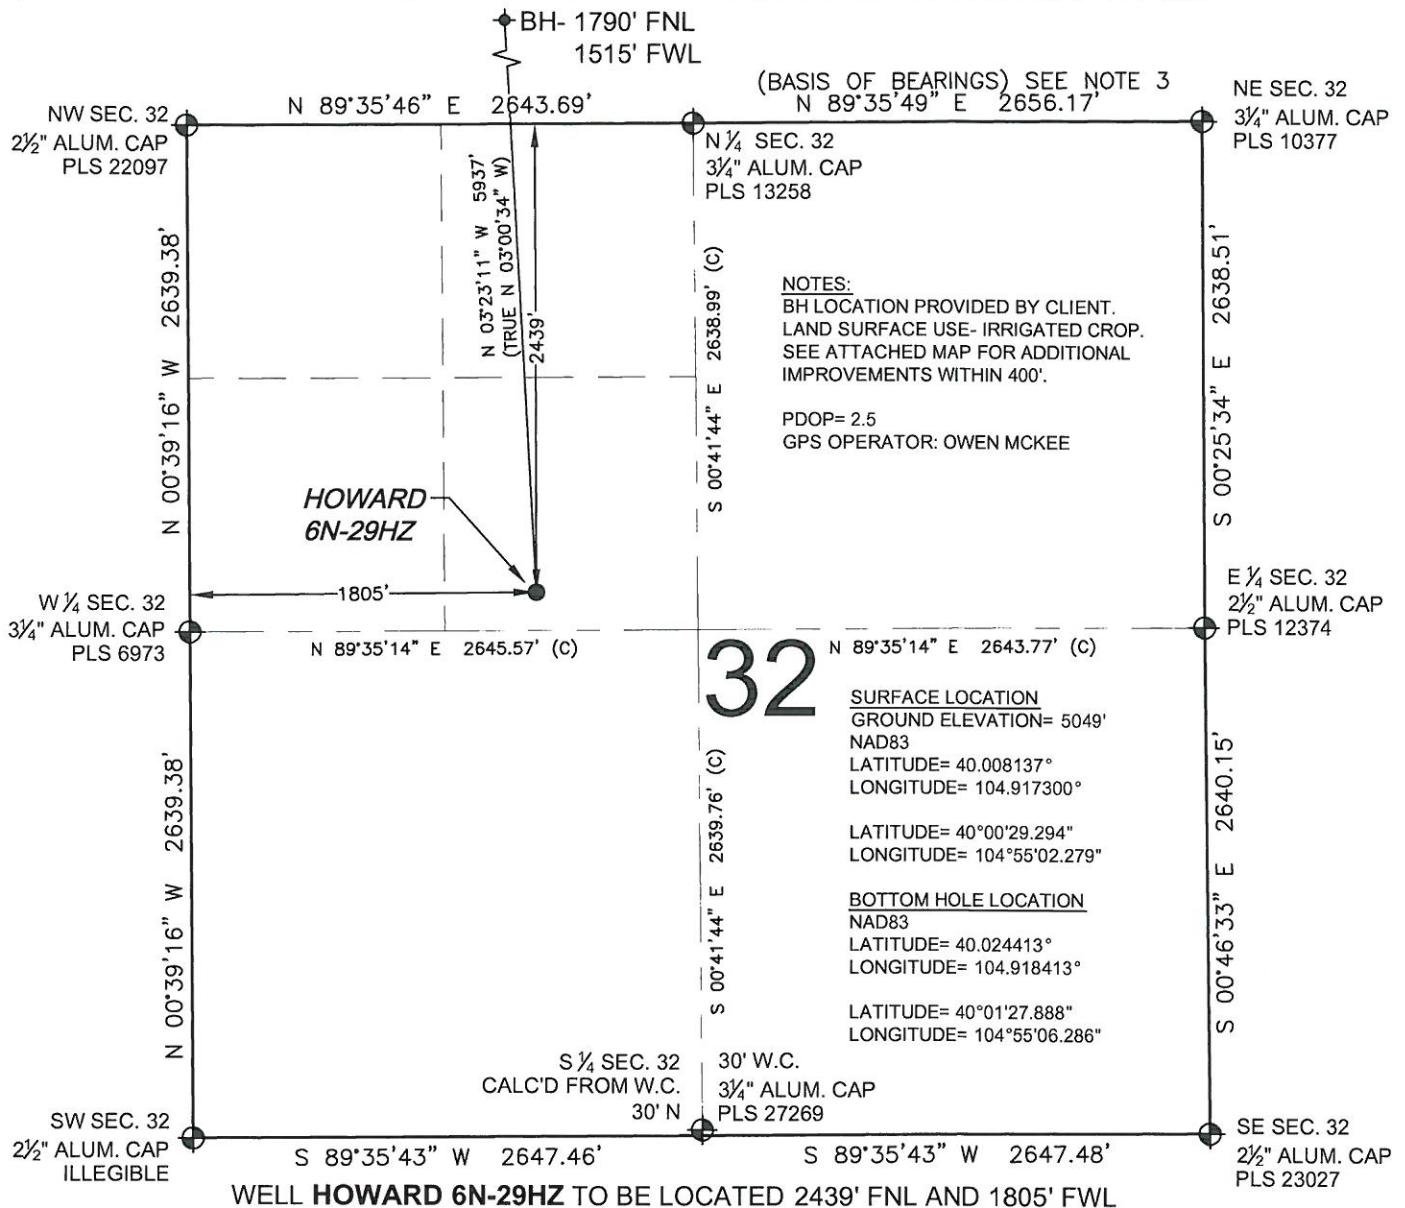 BH- 1790' FNL
1515' FWL
(BASIS OF BEARINGS) SEE NOTE 3
N 89°35'46" E 2643.69'
N 89°35'49" E 2656.17'
NW SEC. 32
2½" ALUM. CAP
PLS 22097
N ¼ SEC. 32
3¼" ALUM. CAP
PLS 13258
NE SEC. 32
3¼" ALUM. CAP
PLS 10377
N 00°39'16" W 2639.38'
N 03°23'11" W 5937'
(TRUE N 03°00'34" W)
2439'
S 00°41'44" E 2638.99' (C)
NOTES:
BH LOCATION PROVIDED BY CLIENT.
LAND SURFACE USE- IRRIGATED CROP.
SEE ATTACHED MAP FOR ADDITIONAL
IMPROVEMENTS WITHIN 400'.
PDOP= 2.5
GPS OPERATOR: OWEN MCKEE
S 00°25'34" E 2638.51'
HOWARD
6N-29HZ
1805'
W ¼ SEC. 32
3¼" ALUM. CAP
PLS 6973
E ¼ SEC. 32
2½" ALUM. CAP
PLS 12374
N 89°35'14" E 2645.57' (C)
32
N 89°35'14" E 2643.77' (C)
SURFACE LOCATION
GROUND ELEVATION= 5049'
NAD83
LATITUDE= 40.008137°
LONGITUDE= 104.917300°
LATITUDE= 40°00'29.294"
LONGITUDE= 104°55'02.279"
BOTTOM HOLE LOCATION
NAD83
LATITUDE= 40.024413°
LONGITUDE= 104.918413°
LATITUDE= 40°01'27.888"
LONGITUDE= 104°55'06.286"
N 00°39'16" W 2639.38'
S 00°41'44" E 2639.76' (C)
S 00°46'33" E 2640.15'
S ¼ SEC. 32
CALC'D FROM W.C.
30' N
30' W.C.
3¼" ALUM. CAP
PLS 27269
SW SEC. 32
2½" ALUM. CAP
ILLEGIBLE
SE SEC. 32
2½" ALUM. CAP
PLS 23027
S 89°35'43" W 2647.46'
S 89°35'43" W 2647.48'
WELL HOWARD 6N-29HZ TO BE LOCATED 2439' FNL AND 1805' FWL